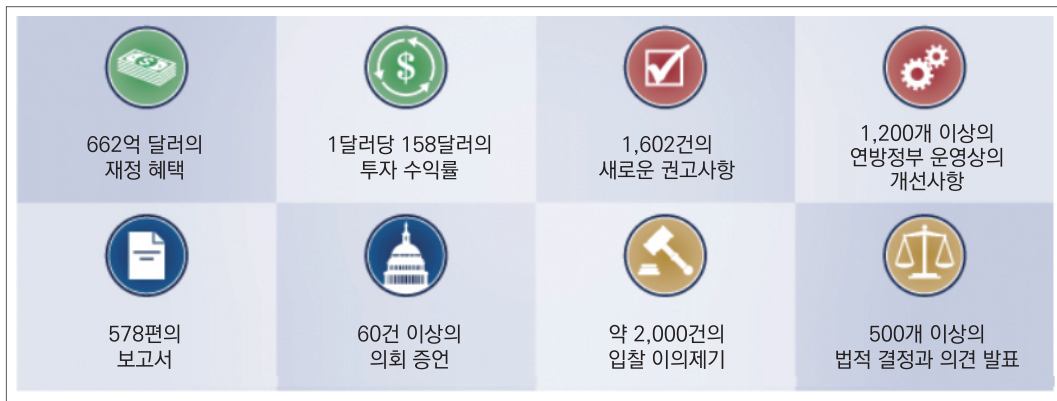 662억 달러의
재정 혜택
1달러당 158달러의
투자 수익률
1,602건의
새로운 권고사항
1,200개 이상의
연방정부 운영상의
개선사항
578편의
보고서
60건 이상의
의회 증언
약 2,000건의
입찰 이의제기
500개 이상의
법적 결정과 의견 발표